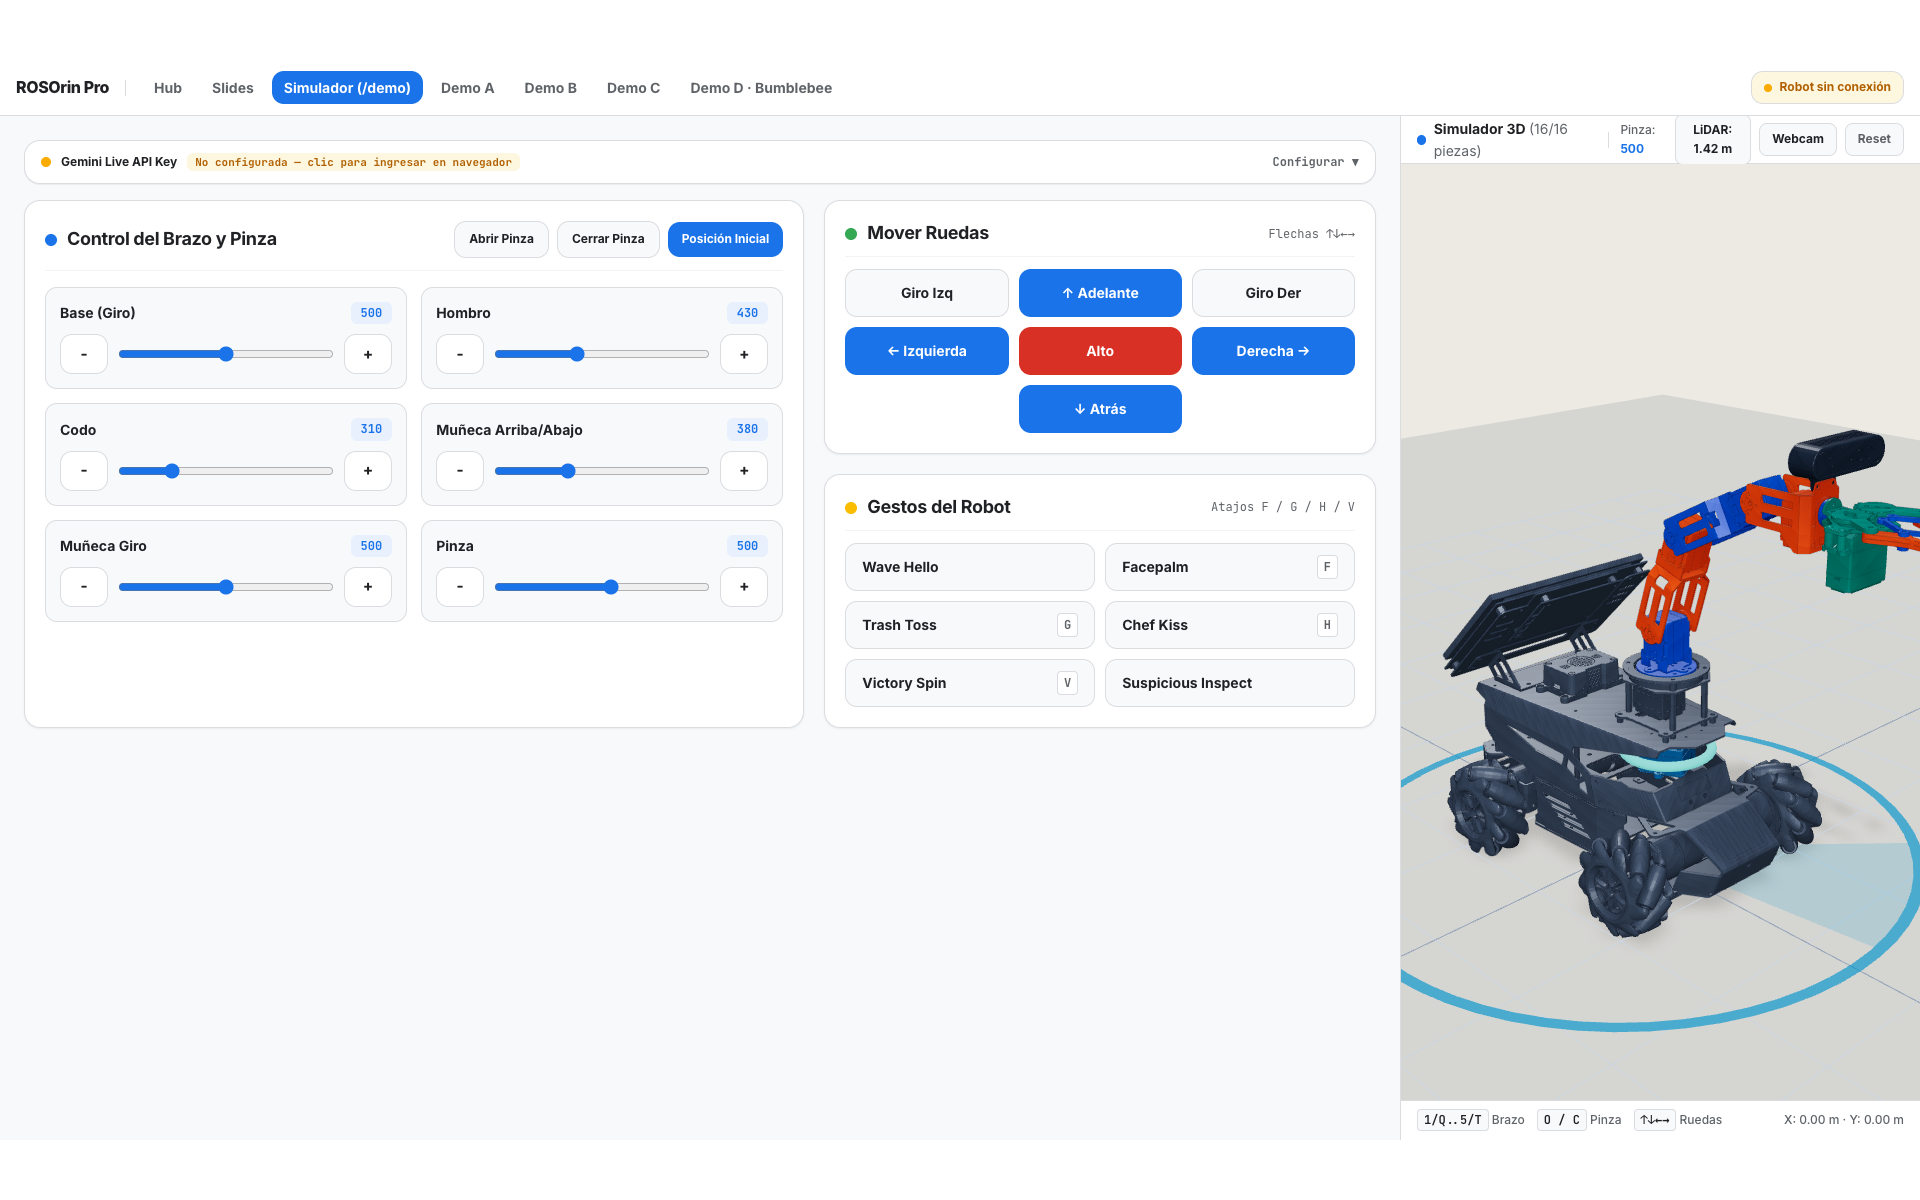 ROSOrin Pro
Hub
Slides
Simulador (/demo)
Demo A
Demo B
Demo C
Demo D · Bumblebee
Robot sin conexión
Gemini Live API Key
No configurada — clic para ingresar en navegador
Configurar ▼
Control del Brazo y Pinza
Abrir Pinza
Cerrar Pinza
Posición Inicial
Base (Giro)
500
-
+
Hombro
430
-
+
Codo
310
-
+
Muñeca Arriba/Abajo
380
-
+
Muñeca Giro
500
-
+
Pinza
500
-
+
Mover Ruedas
Flechas ↑↓←→
Giro Izq
↑ Adelante
Giro Der
← Izquierda
Alto
Derecha →
↓ Atrás
Gestos del Robot
Atajos F / G / H / V
Wave Hello
Facepalm
F
Trash Toss
G
Chef Kiss
H
Victory Spin
V
Suspicious Inspect
Simulador 3D (16/16
piezas)
Pinza:
500
LiDAR:
1.42 m
Webcam
Reset
1/Q..5/T Brazo
O / C Pinza
↑↓←→ Ruedas
X: 0.00 m · Y: 0.00 m